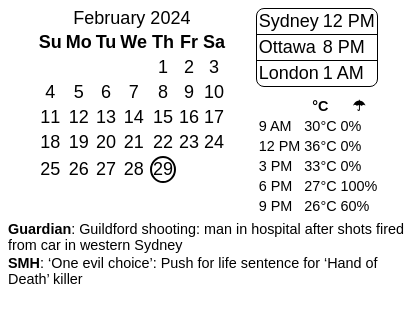 February 2024
Su Mo Tu We Th Fr Sa
1 2 3
4 5 6 7 8 9 10
11 12 13 14 15 16 17
18 19 20 21 22 23 24
25 26 27 28 29
Sydney 12 PM
Ottawa 8 PM
London 1 AM
°C ☂
9 AM 30°C 0%
12 PM 36°C 0%
3 PM 33°C 0%
6 PM 27°C 100%
9 PM 26°C 60%
Guardian: Guildford shooting: man in hospital after shots fired
from car in western Sydney
SMH: ‘One evil choice’: Push for life sentence for ‘Hand of
Death’ killer